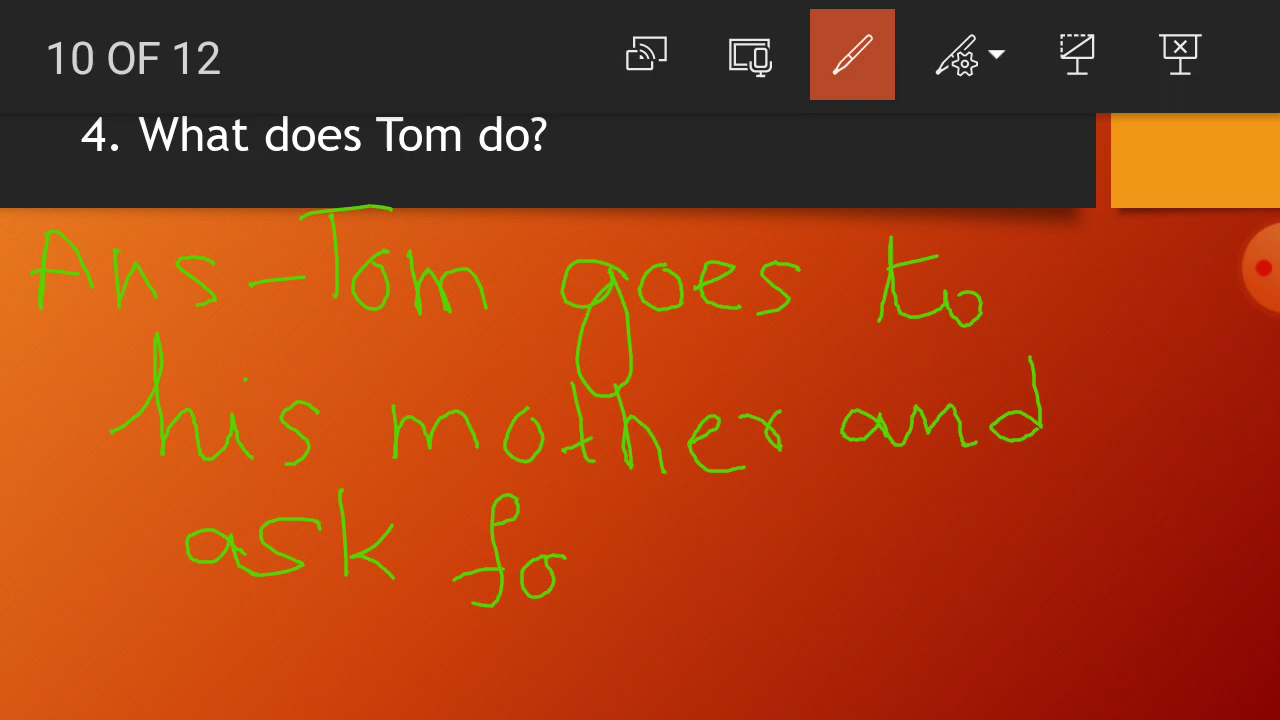 10 OF 12
4. What does Tom do?
Ans - Tom goes to
his mother and
ask fo